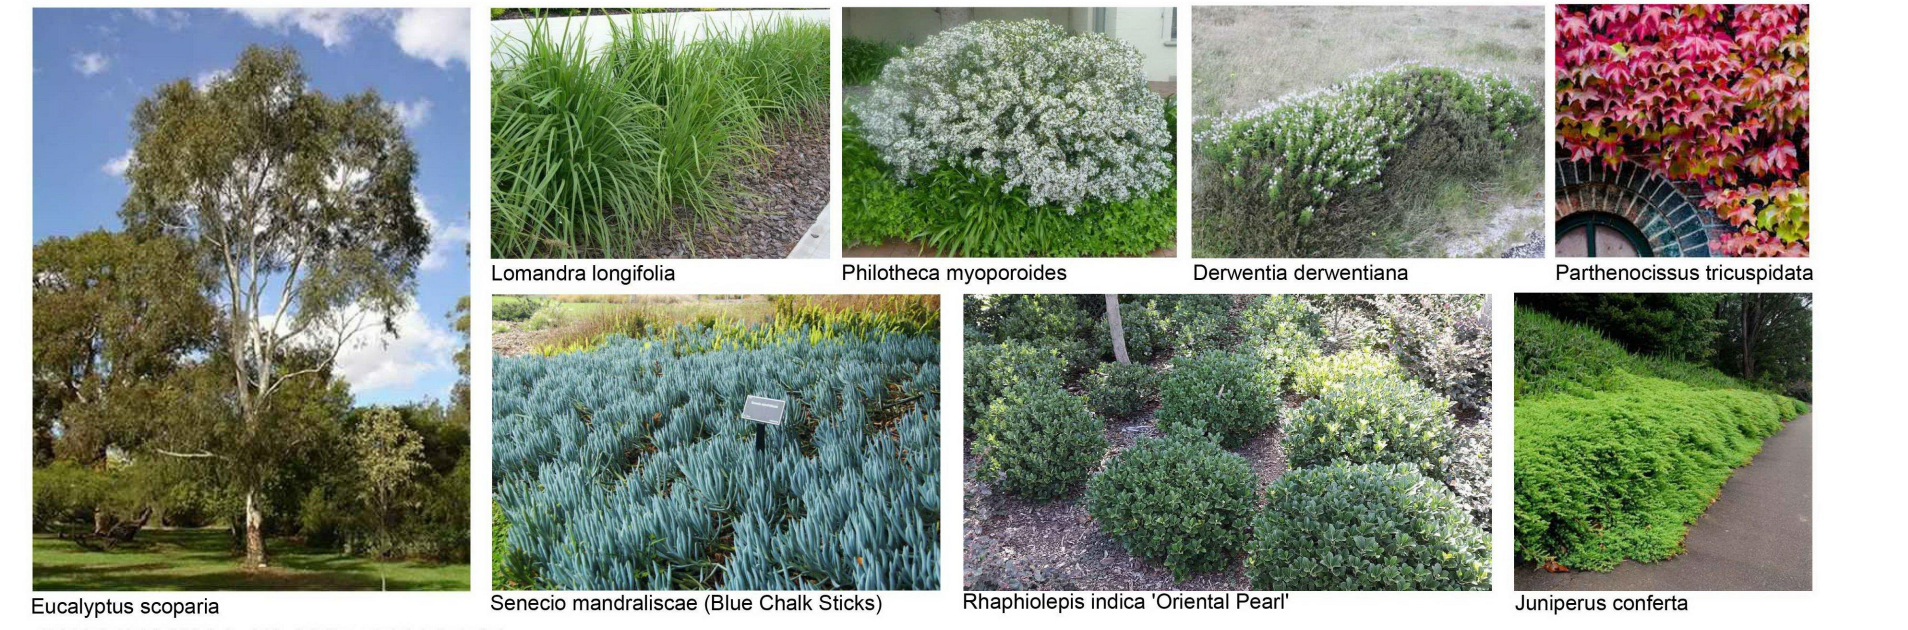 Lomandra longifolia
Philotheca myoporoides
Derwentia derwentiana
Parthenocissus tricuspidata
Eucalyptus scoparia
Senecio mandraliscae (Blue Chalk Sticks)
Rhaphiolepis indica 'Oriental Pearl'
Juniperus conferta